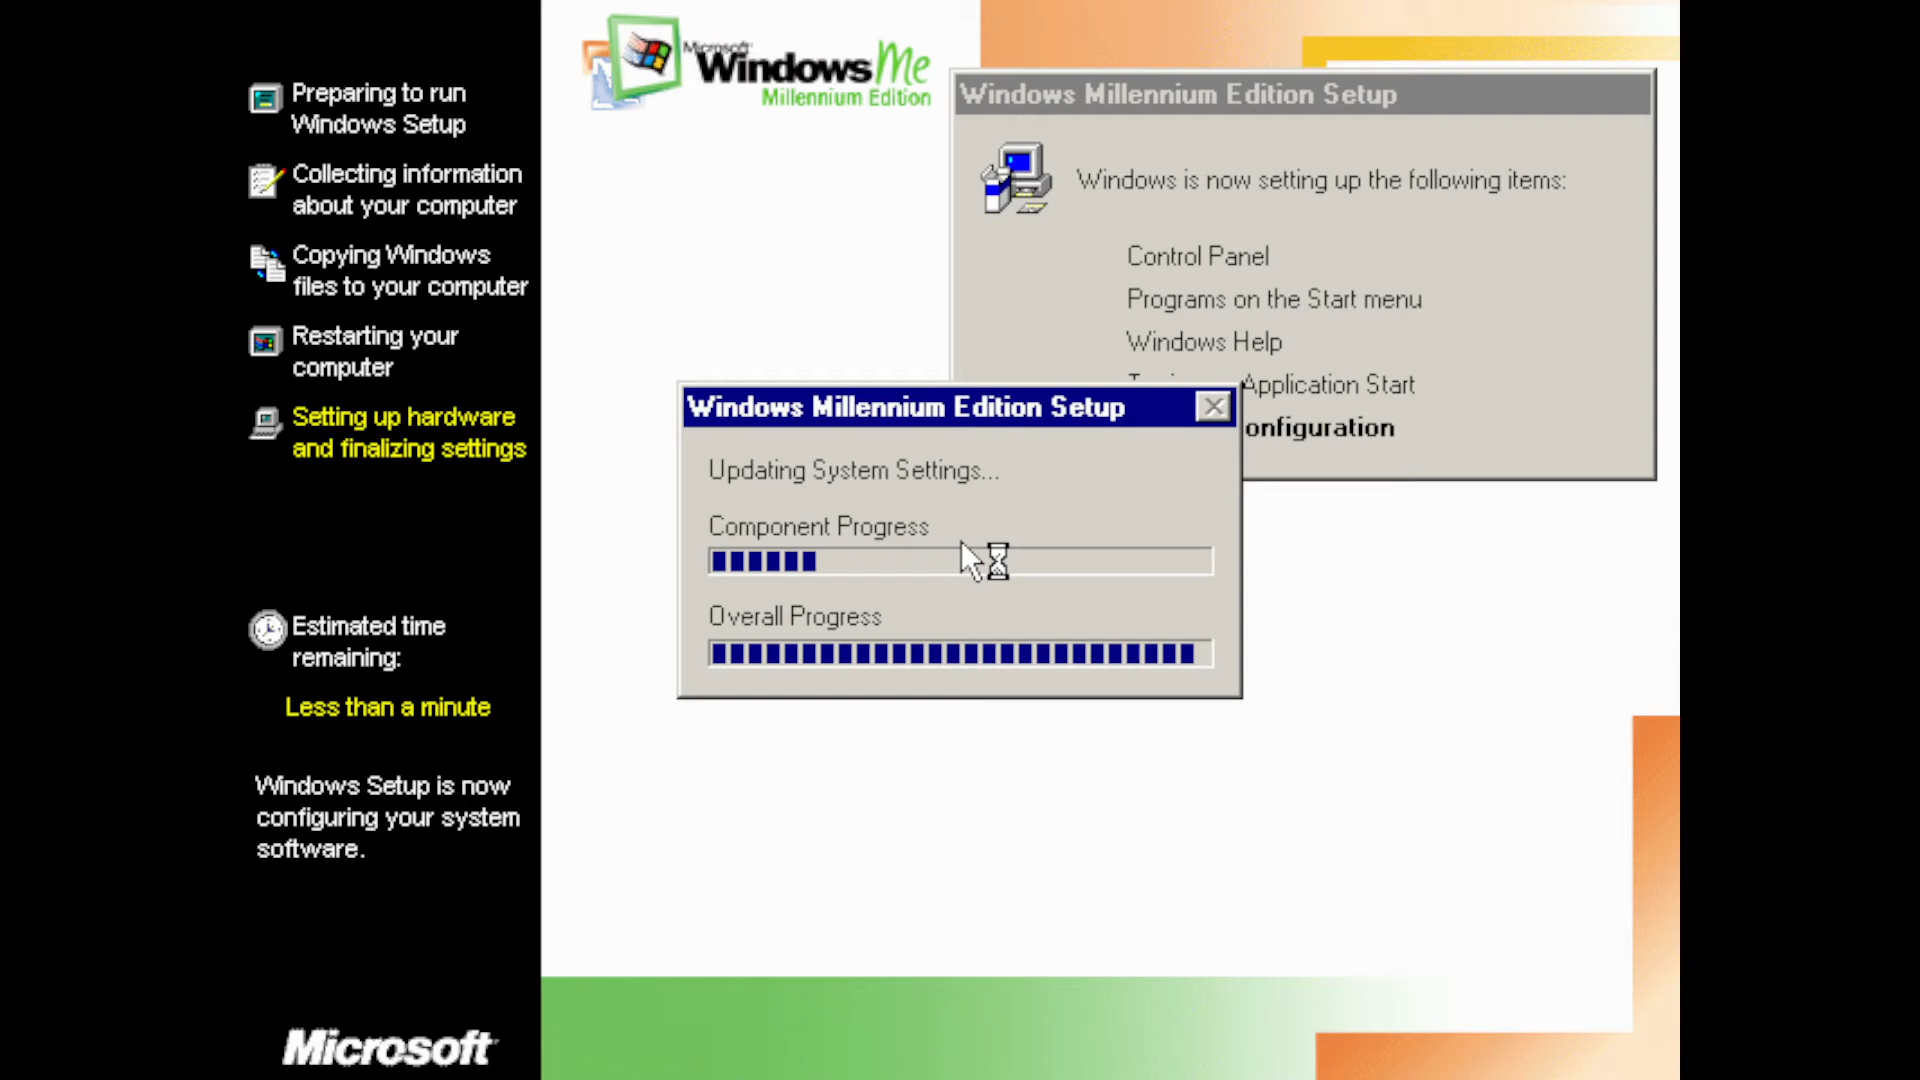 Preparing to run
Windows Setup
Collecting information
about your computer
Copying Windows
files to your computer
Restarting your
computer
Setting up hardware
and finalizing settings
Estimated time
remaining:
Less than a minute
Windows Setup is now
configuring your system
software.
Microsoft
Microsoft
Windows Me
Millennium Edition
Windows Millennium Edition Setup
Windows is now setting up the following items:
Control Panel
Programs on the Start menu
Windows Help
Application Start
onfiguration
Windows Millennium Edition Setup
Updating System Settings...
Component Progress
Overall Progress